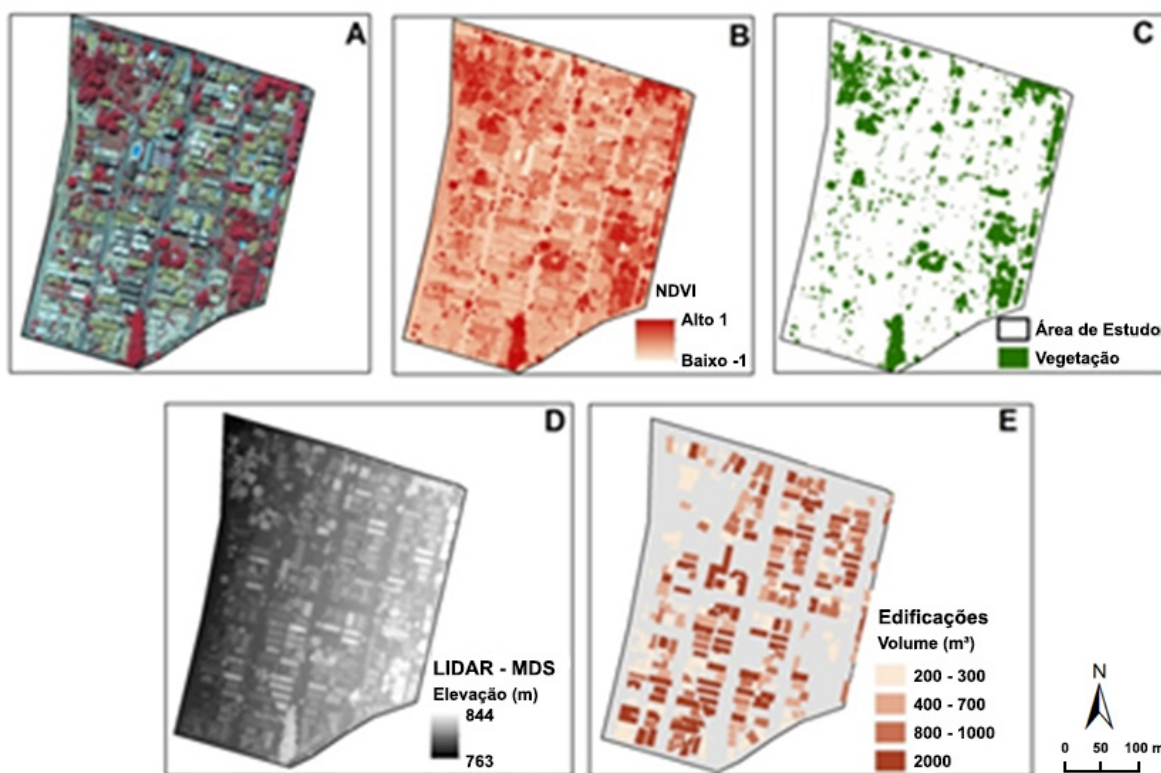 A
B
C
NDVI
Alto 1
Baixo -1
Área de Estudo
Vegetação
D
E
LIDAR - MDS
Elevação (m)
844
763
Edificações
Volume (m³)
200 - 300
400 - 700
800 - 1000
2000
N
0 50 100 m